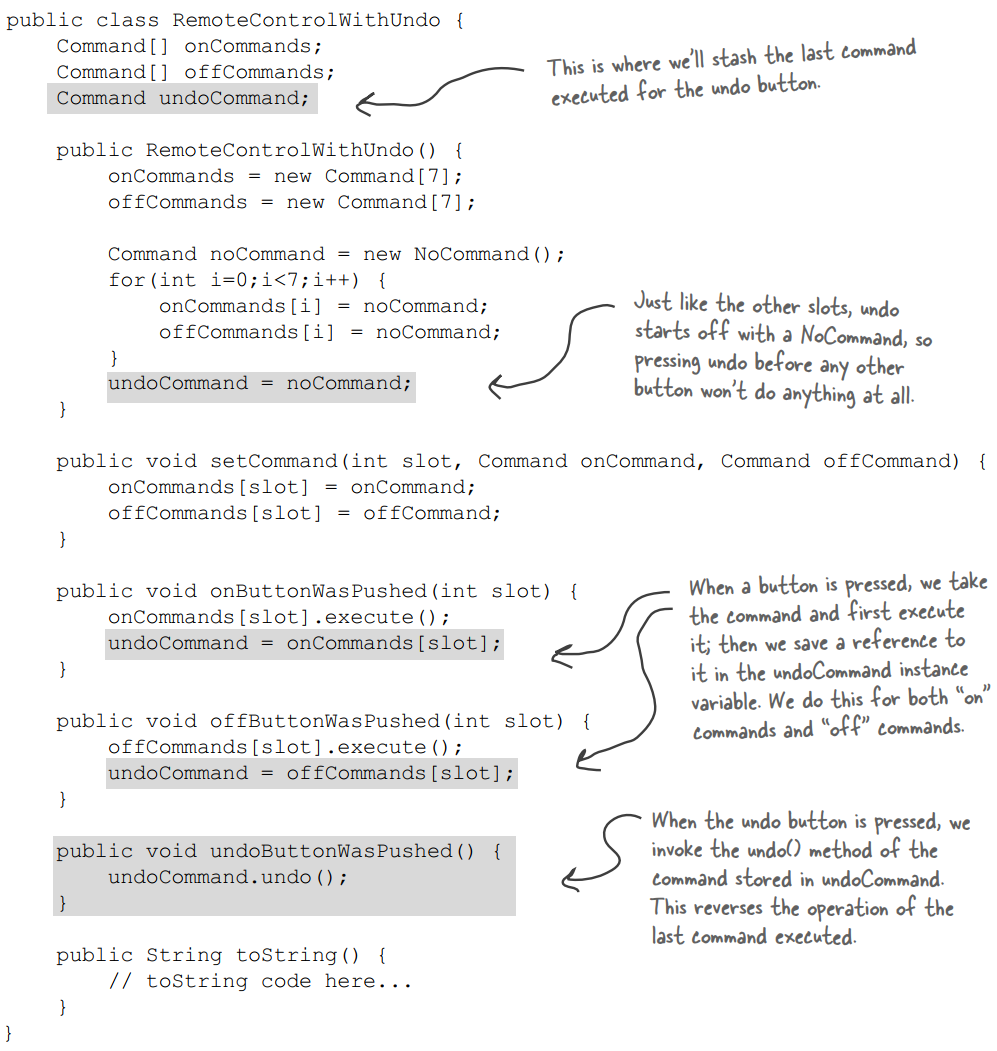 public class RemoteControlWithUndo {
    Command[] onCommands;
    Command[] offCommands;
    Command undoCommand;
This is where we'll stash the last command
executed for the undo button.
    public RemoteControlWithUndo() {
        onCommands = new Command[7];
        offCommands = new Command[7];
        Command noCommand = new NoCommand();
        for(int i=0;i<7;i++) {
            onCommands[i] = noCommand;
            offCommands[i] = noCommand;
        }
        undoCommand = noCommand;
    }
Just like the other slots, undo
starts off with a NoCommand, so
pressing undo before any other
button won't do anything at all.
    public void setCommand(int slot, Command onCommand, Command offCommand) {
        onCommands[slot] = onCommand;
        offCommands[slot] = offCommand;
    }
    public void onButtonWasPushed(int slot) {
        onCommands[slot].execute();
        undoCommand = onCommands[slot];
    }
    public void offButtonWasPushed(int slot) {
        offCommands[slot].execute();
        undoCommand = offCommands[slot];
    }
When a button is pressed, we take
the command and first execute
it; then we save a reference to
it in the undoCommand instance
variable. We do this for both "on"
commands and "off" commands.
    public void undoButtonWasPushed() {
        undoCommand.undo();
    }
When the undo button is pressed, we
invoke the undo() method of the
command stored in undoCommand.
This reverses the operation of the
last command executed.
    public String toString() {
        // toString code here...
    }
}